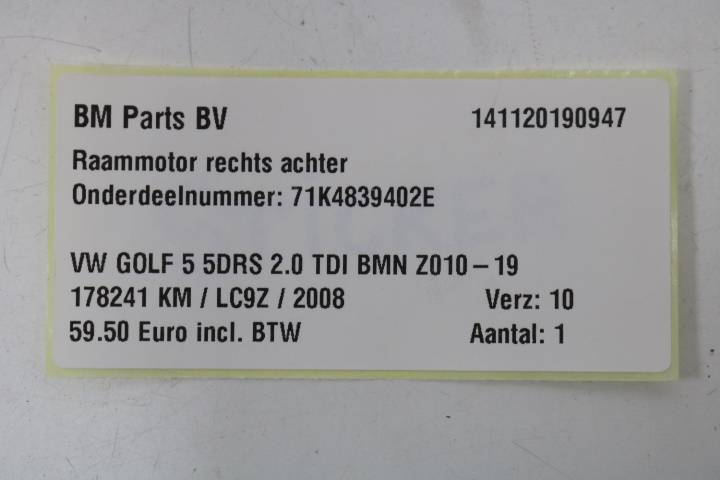 BM Parts BV 141120190947
Raammotor rechts achter
Onderdeelnummer: 71K4839402E
VW GOLF 5 5DRS 2.0 TDI BMN Z010 – 19
178241 KM / LC9Z / 2008 Verz: 10
59.50 Euro incl. BTW Aantal: 1